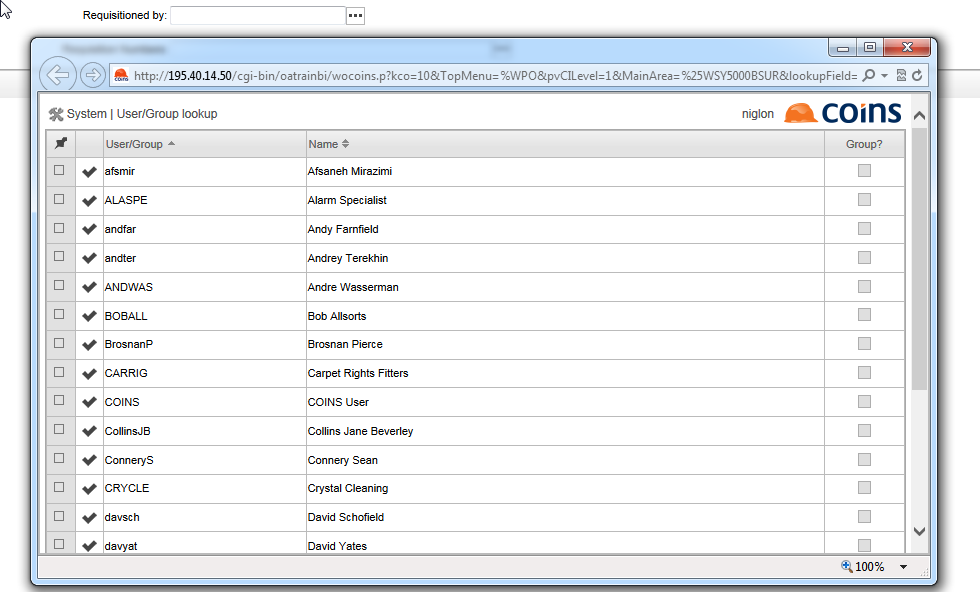 Requisitioned by:
http://195.40.14.50/cgi-bin/oatrainbi/wocoins.p?kco=10&TopMenu=%WPO&pvCILevel=1&MainArea=%25WSY5000BSUR&lookupField=
System | User/Group lookup niglon coins
User/Group Name Group?
afsmir Afsaneh Mirazimi
ALASPE Alarm Specialist
andfar Andy Farnfield
andter Andrey Terekhin
ANDWAS Andre Wasserman
BOBALL Bob Allsorts
BrosnanP Brosnan Pierce
CARRIG Carpet Rights Fitters
COINS COINS User
CollinsJB Collins Jane Beverley
ConneryS Connery Sean
CRYCLE Crystal Cleaning
davsch David Schofield
davyat David Yates
100%